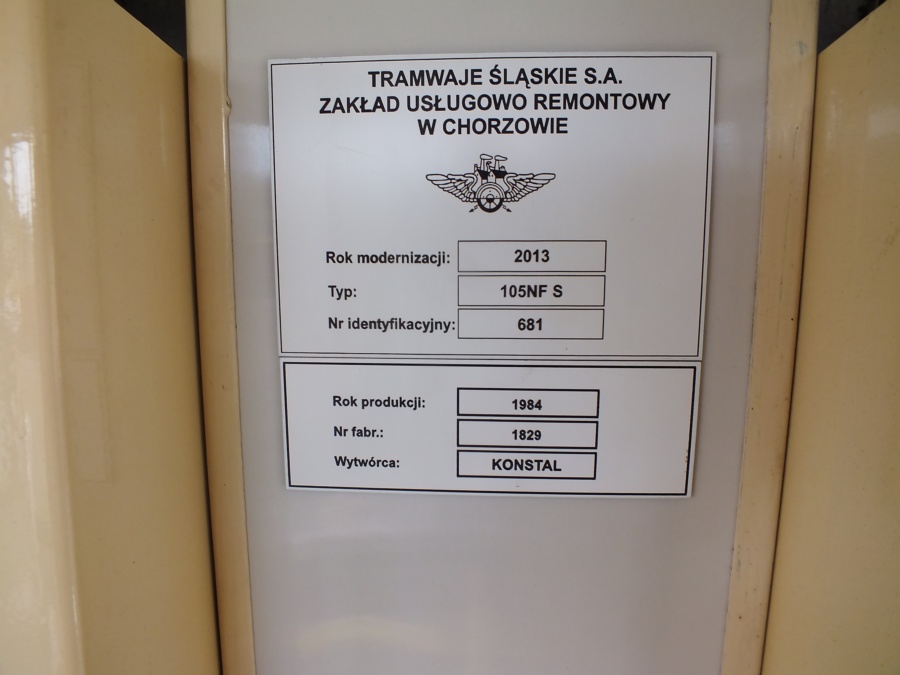 TRAMWAJE ŚLĄSKIE S.A.
ZAKŁAD USŁUGOWO REMONTOWY
W CHORZOWIE
Rok modernizacji: 2013
Typ: 105NF S
Nr identyfikacyjny: 681
Rok produkcji: 1984
Nr fabr.: 1829
Wytwórca: KONSTAL